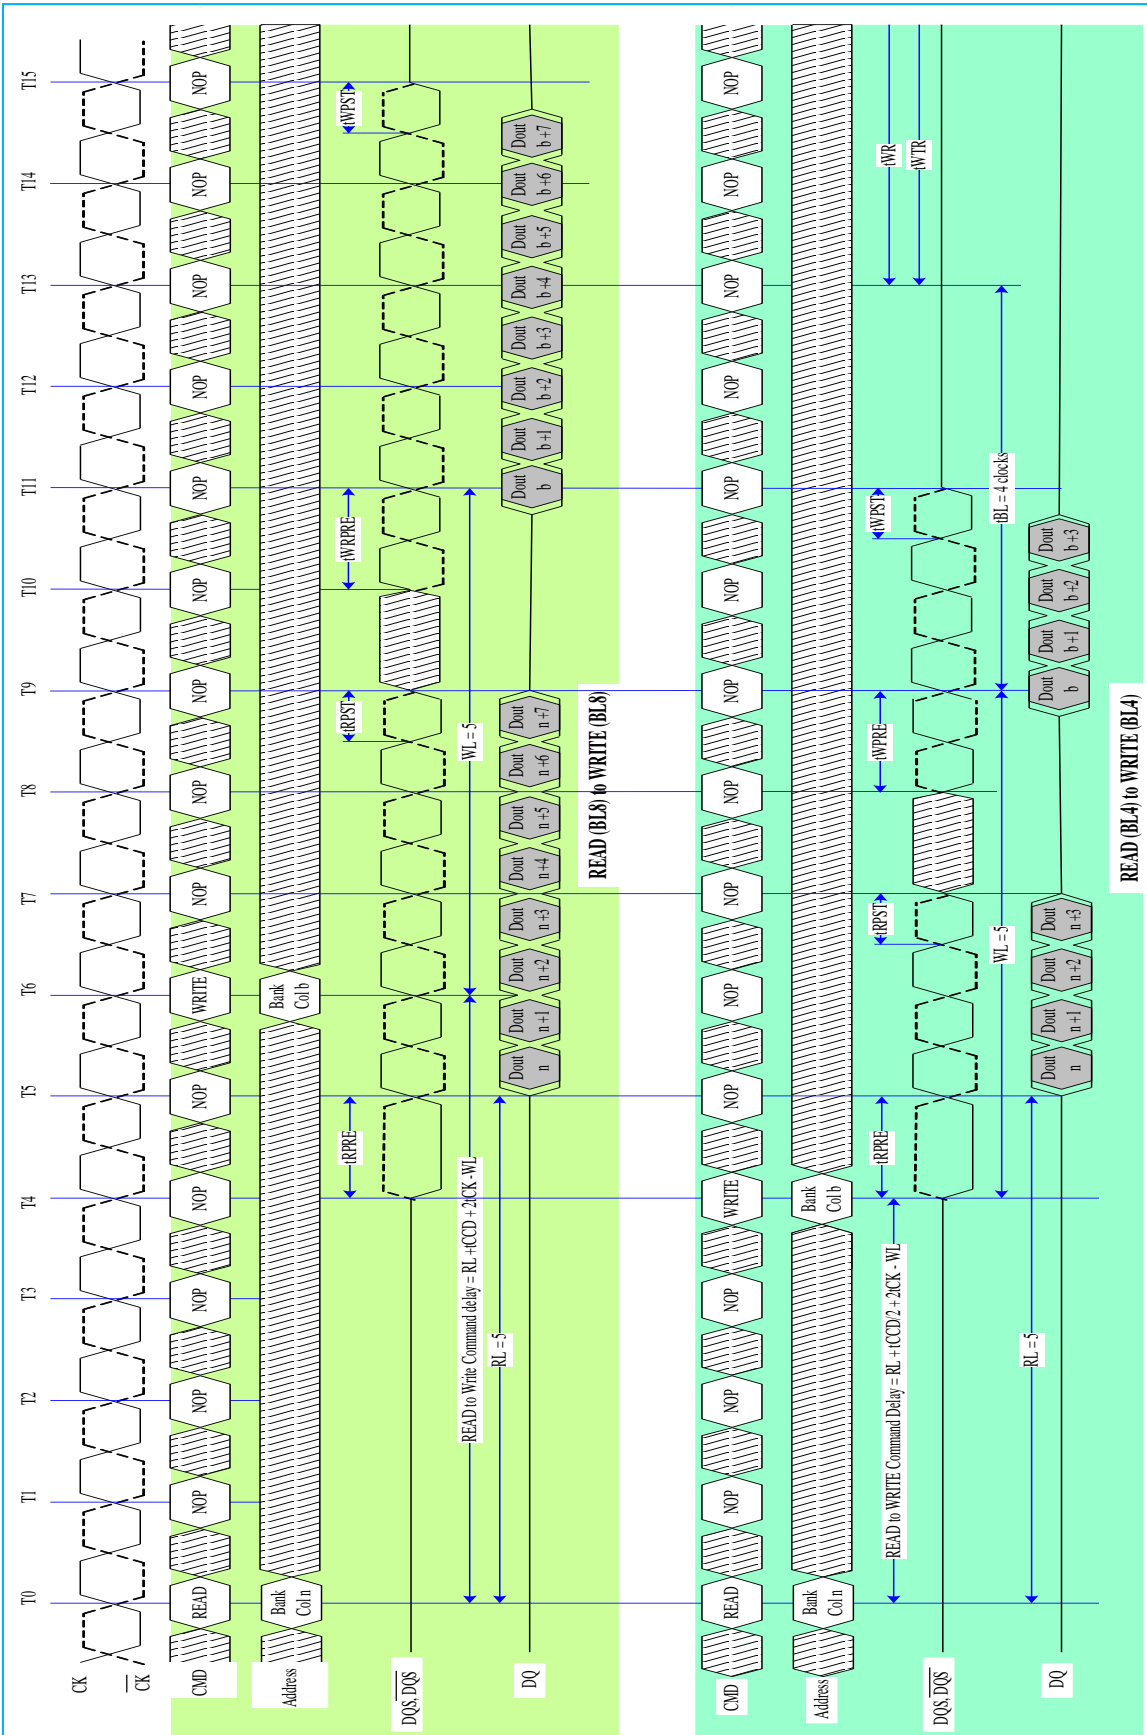 T0 T1 T2 T3 T4 T5 T6 T7 T8 T9 T10 T11 T12 T13 T14 T15
CK
CK
CMD READ NOP NOP NOP NOP NOP WRITE NOP NOP NOP NOP NOP NOP NOP NOP NOP
Address Bank Col n Bank Col b
tRPRE tRPST tWRPRE tWPST
DQS, DQS
READ to Write Command delay = RL + tCCD + 2tCK - WL WL = 5
RL = 5
DQ Dout n Dout n+1 Dout n+2 Dout n+3 Dout n+4 Dout n+5 Dout n+6 Dout n+7 Dout b Dout b+1 Dout b+2 Dout b+3 Dout b+4 Dout b+5 Dout b+6 Dout b+7
READ (BL8) to WRITE (BL8)
CMD READ NOP NOP NOP WRITE NOP NOP NOP NOP NOP NOP NOP NOP NOP NOP NOP
Address Bank Col n Bank Col b
tRPRE tRPST tWPRE tWPST tWR
READ to WRITE Command Delay = RL + tCCD/2 + 2tCK - WL
tWTR
DQS, DQS
WL = 5 tBL = 4 clocks
RL = 5
DQ Dout n Dout n+1 Dout n+2 Dout n+3 Dout b Dout b+1 Dout b+2 Dout b+3
READ (BL4) to WRITE (BL4)